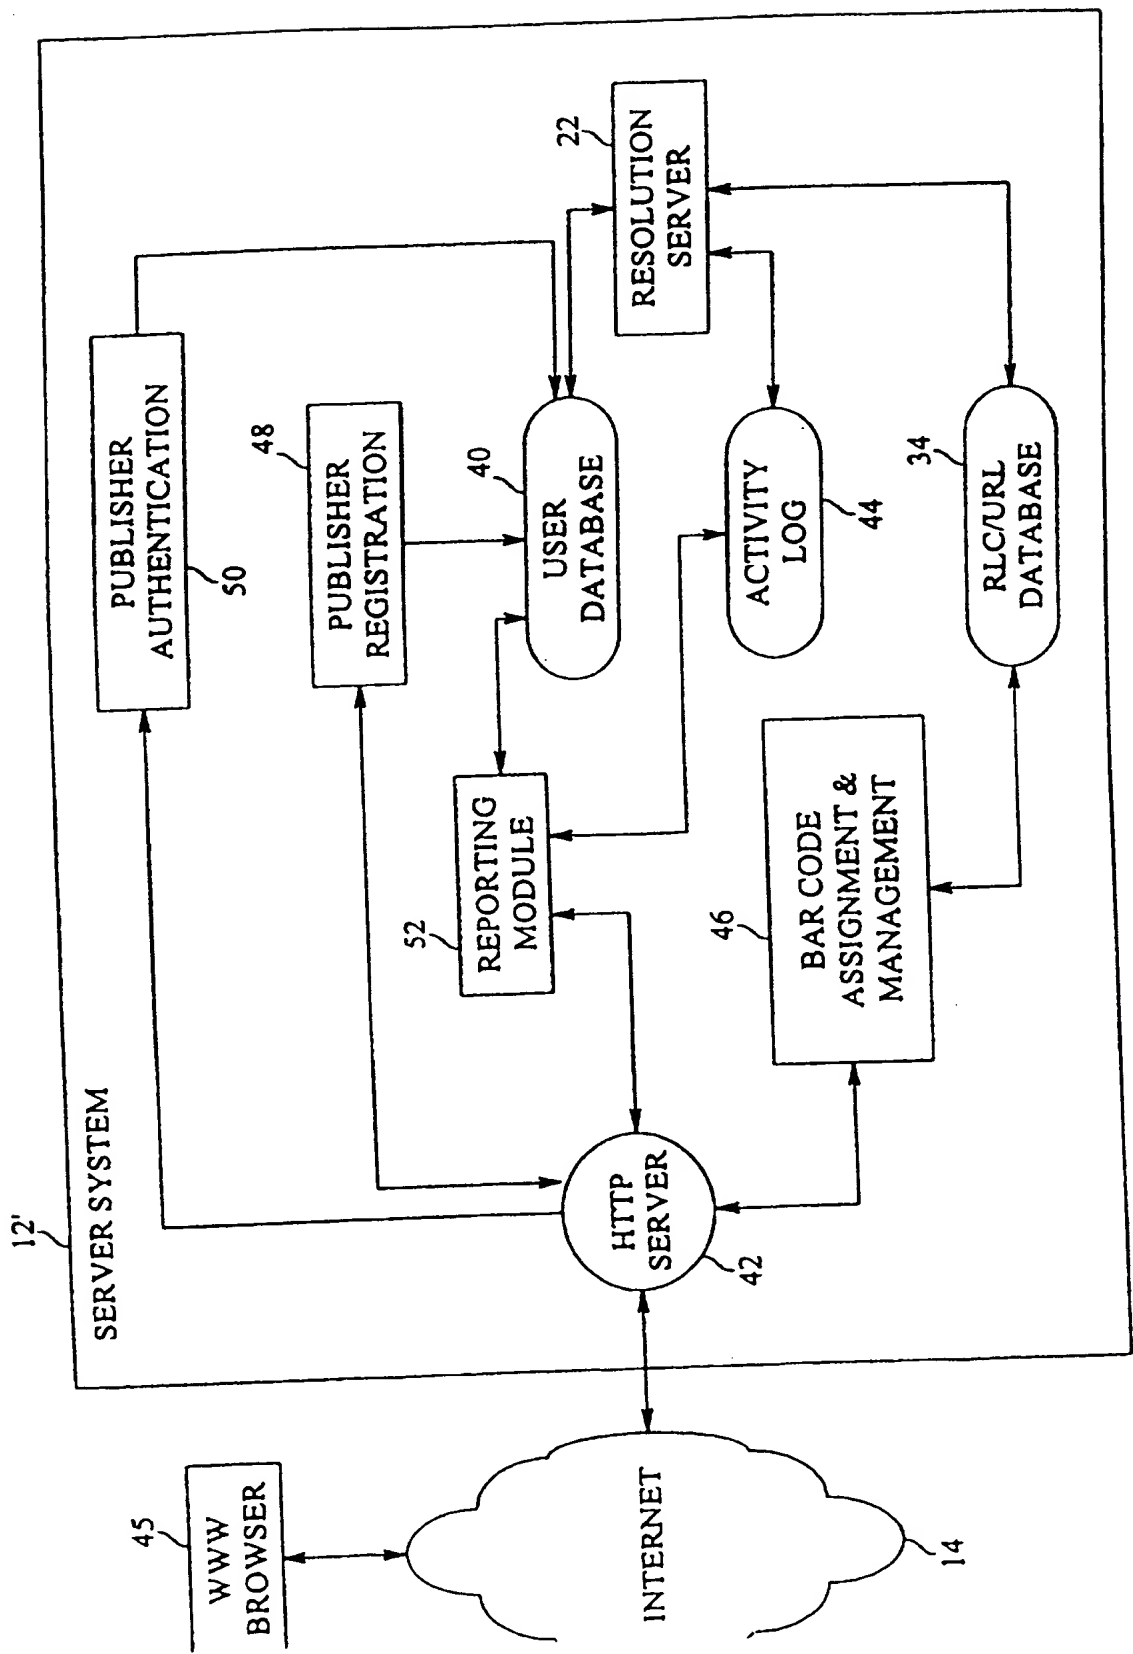 12'
SERVER SYSTEM
PUBLISHER
AUTHENTICATION
50
48
PUBLISHER
REGISTRATION
45
WWW
BROWSER
52
REPORTING
MODULE
40
USER
DATABASE
22
RESOLUTION
SERVER
INTERNET
14
HTTP
SERVER
42
ACTIVITY
LOG
44
46
BAR CODE
ASSIGNMENT &
MANAGEMENT
34
RLC/URL
DATABASE